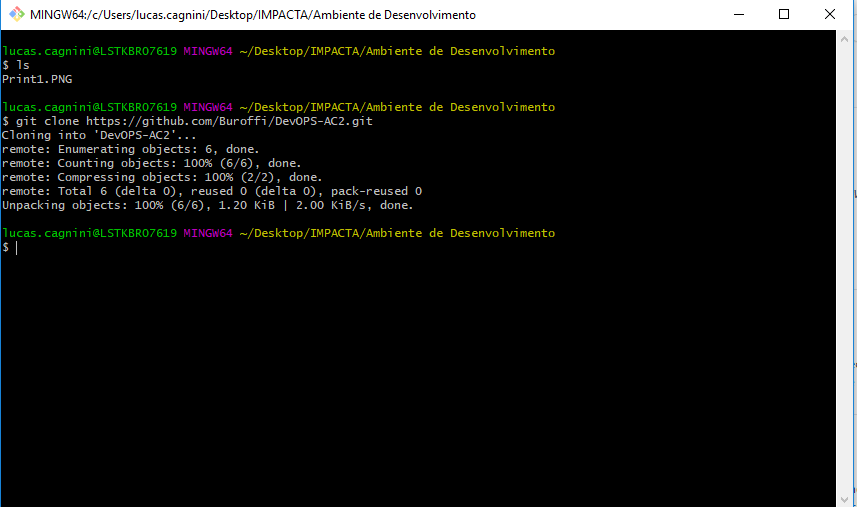 MINGW64:/c/Users/lucas.cagnini/Desktop/IMPACTA/Ambiente de Desenvolvimento
lucas.cagnini@LSTKBRO7619 MINGW64 ~/Desktop/IMPACTA/Ambiente de Desenvolvimento
$ ls
Print1.PNG
lucas.cagnini@LSTKBRO7619 MINGW64 ~/Desktop/IMPACTA/Ambiente de Desenvolvimento
$ git clone https://github.com/Buroffi/DevOPS-AC2.git
Cloning into 'DevOPS-AC2'...
remote: Enumerating objects: 6, done.
remote: Counting objects: 100% (6/6), done.
remote: Compressing objects: 100% (2/2), done.
remote: Total 6 (delta 0), reused 0 (delta 0), pack-reused 0
Unpacking objects: 100% (6/6), 1.20 KiB | 2.00 KiB/s, done.
lucas.cagnini@LSTKBRO7619 MINGW64 ~/Desktop/IMPACTA/Ambiente de Desenvolvimento
$